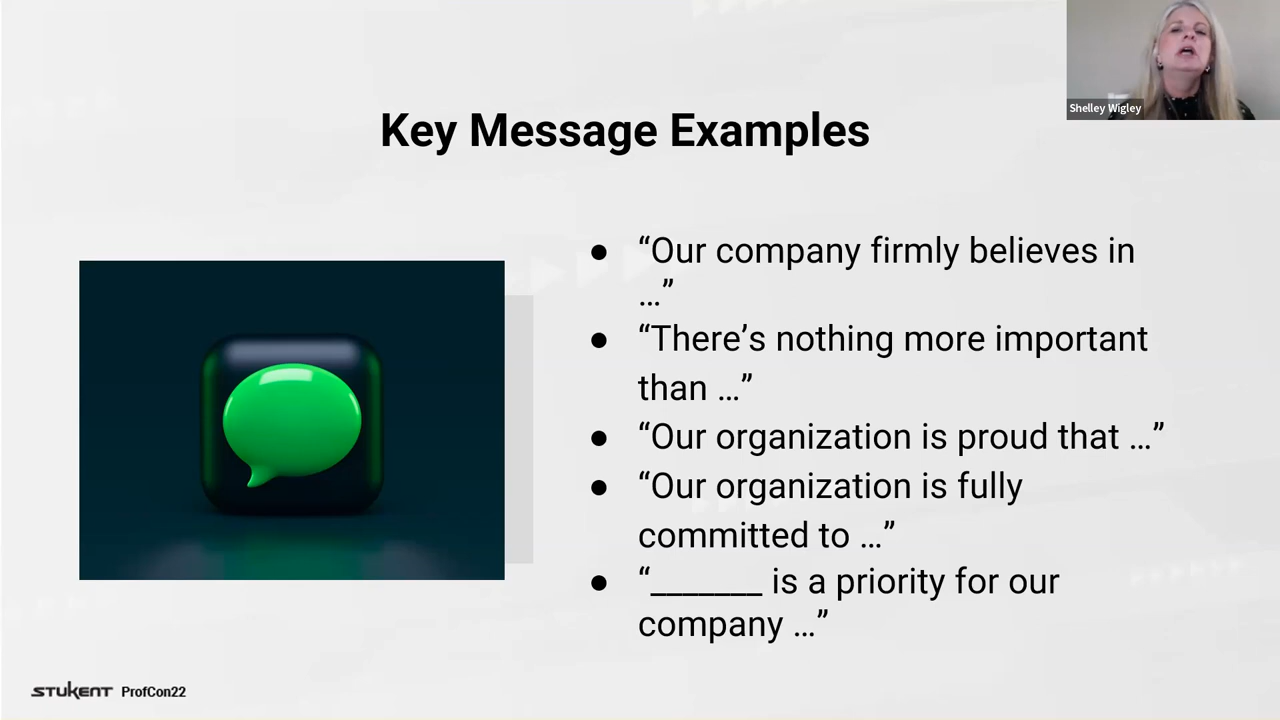 Shelley Wigley
Key Message Examples
● “Our company firmly believes in
…”
● “There’s nothing more important
than …”
● “Our organization is proud that …”
● “Our organization is fully
committed to …”
● “_______ is a priority for our
company …”
STUKENT ProfCon22